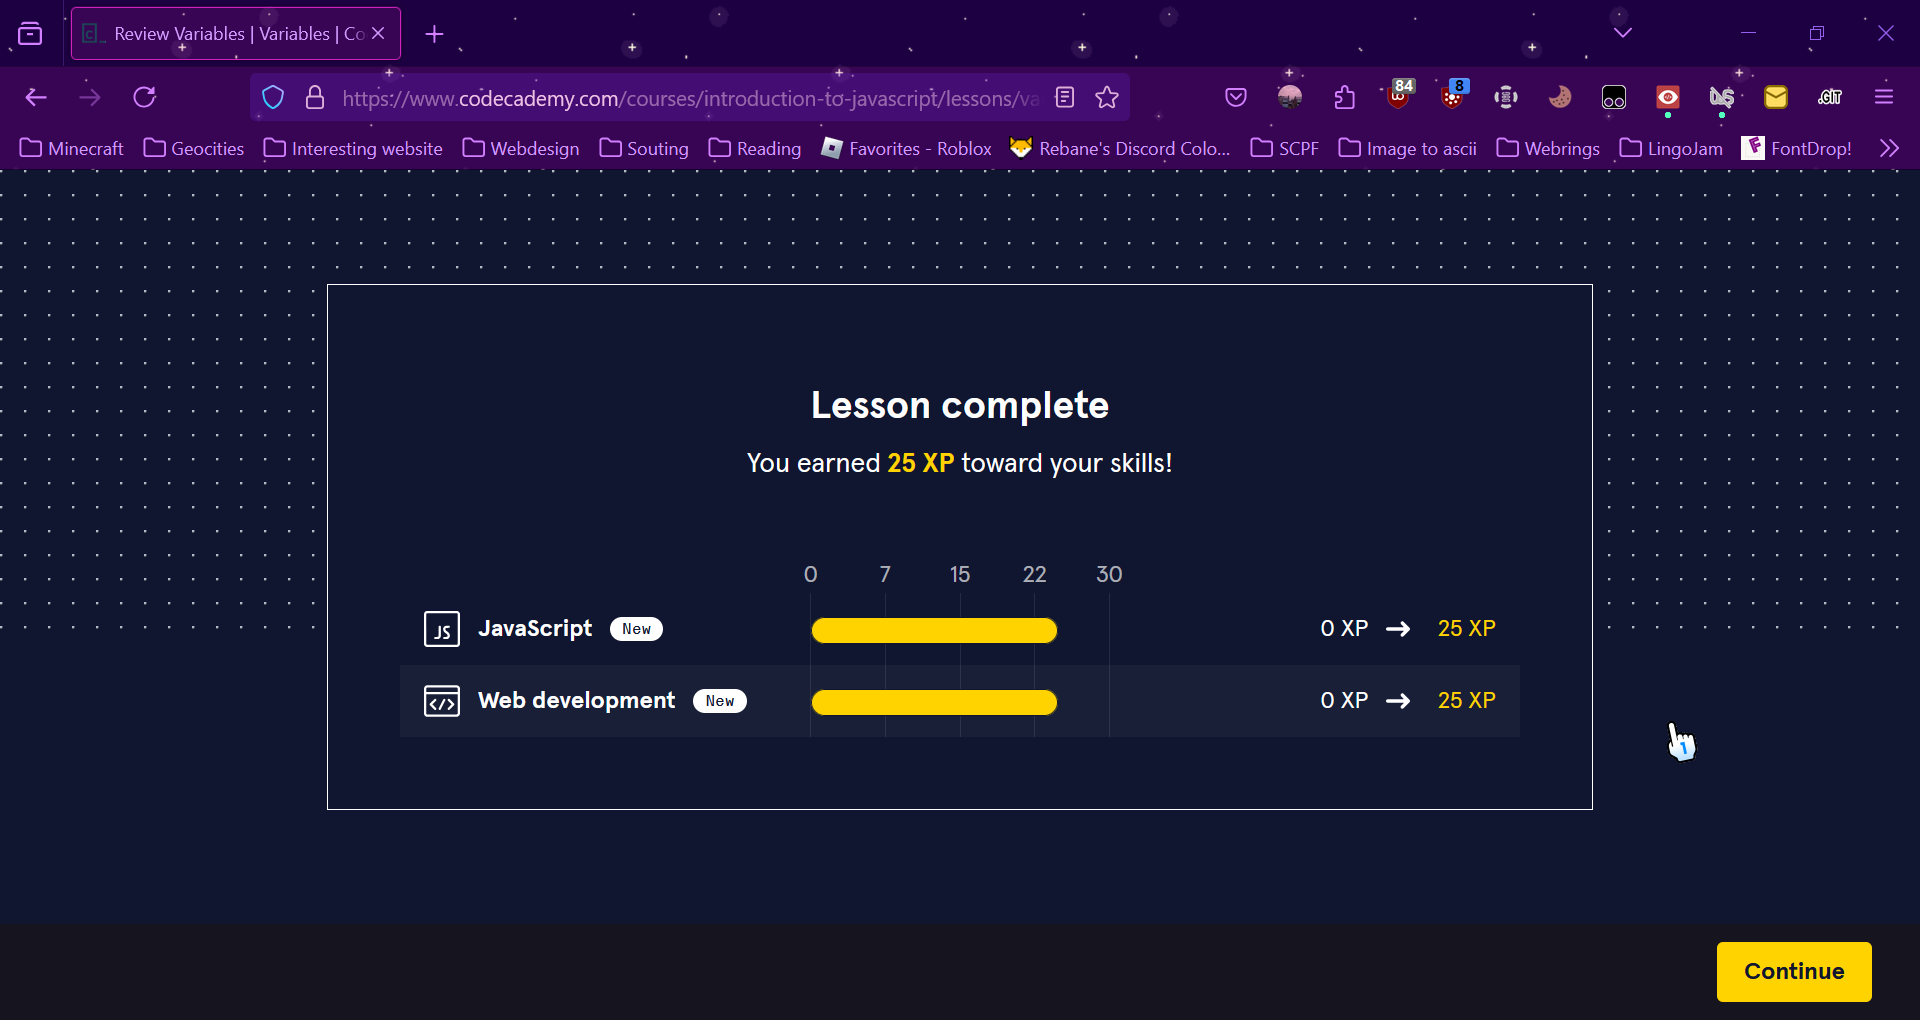 Review Variables | Variables | Co
https://www.codecademy.com/courses/introduction-to-javascript/lessons/va
84
8
.GIT
Minecraft
Geocities
Interesting website
Webdesign
Souting
Reading
Favorites - Roblox
Rebane's Discord Colo...
SCPF
Image to ascii
Webrings
LingoJam
FontDrop!
Lesson complete
You earned 25 XP toward your skills!
0 7 15 22 30
JS JavaScript New 0 XP → 25 XP
</> Web development New 0 XP → 25 XP
1
Continue